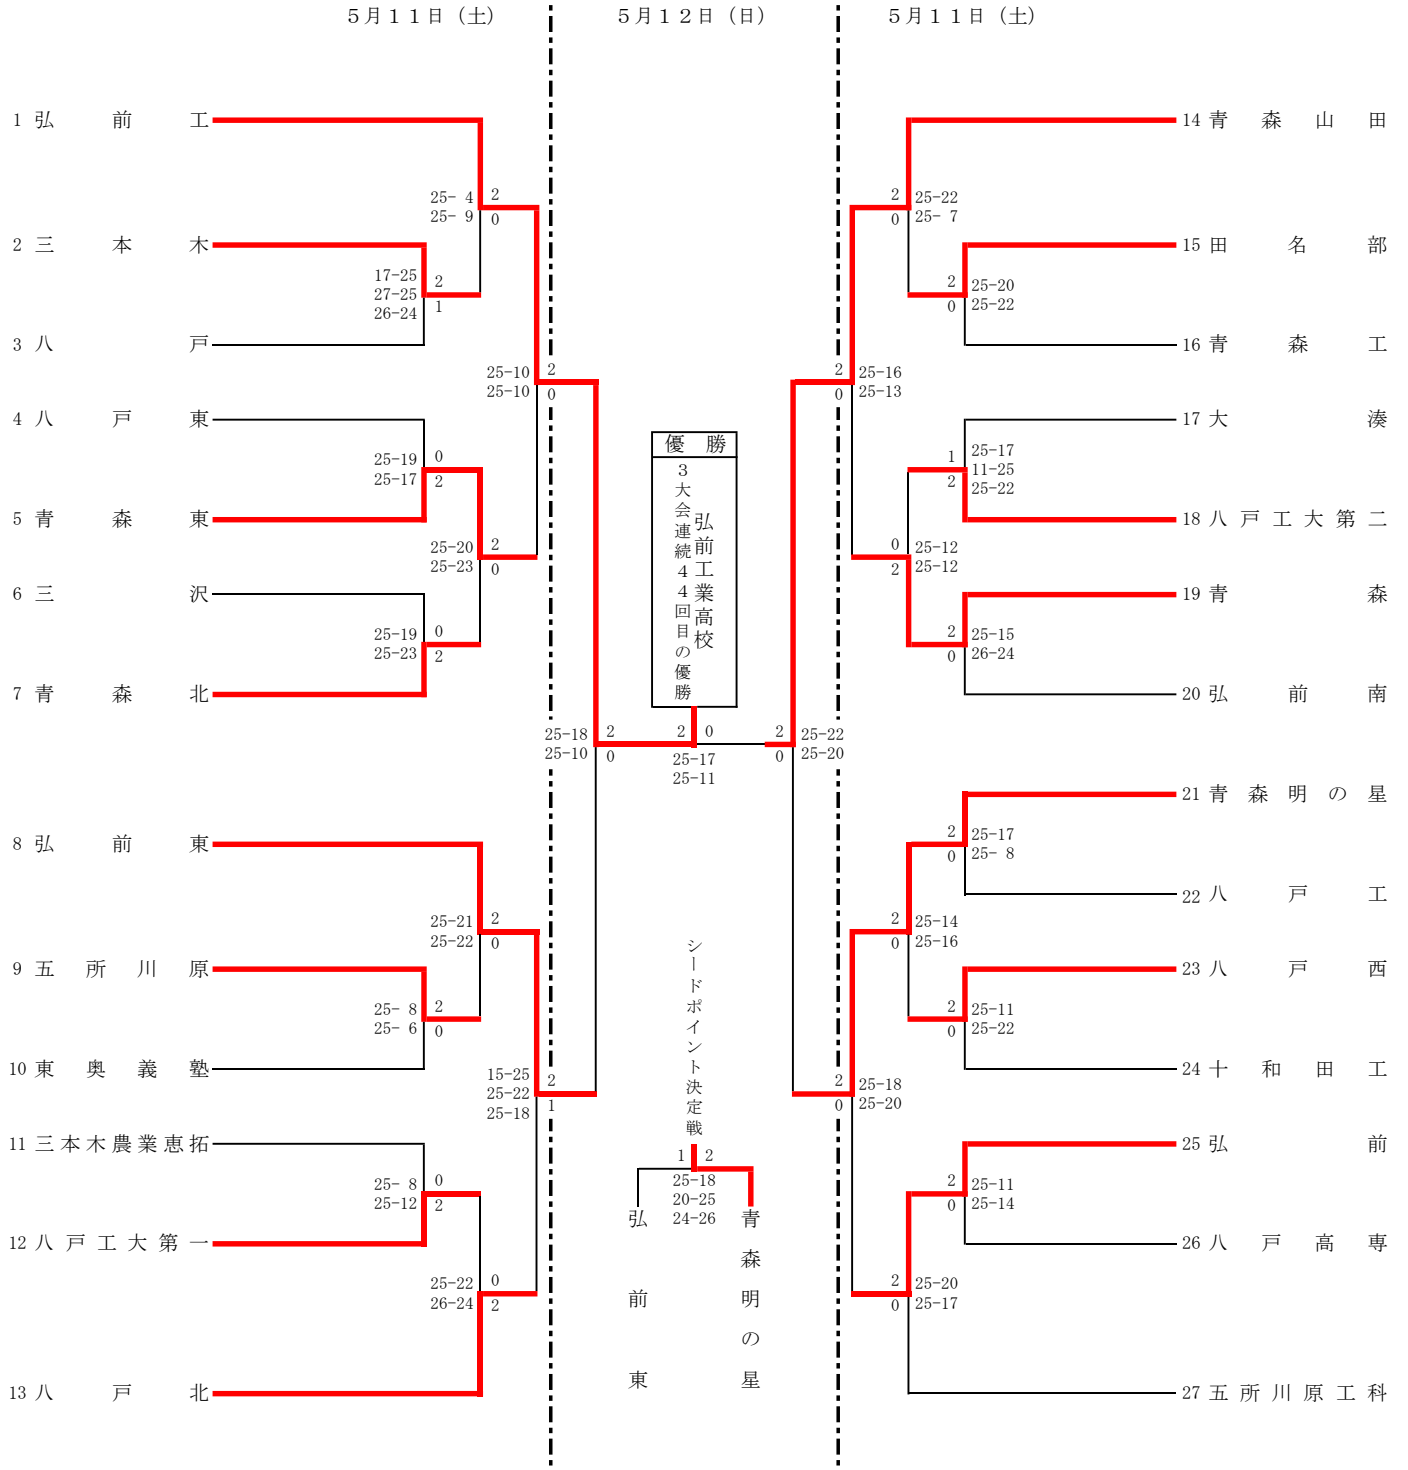 5月11日（土）
5月12日（日）
5月11日（土）
1 弘前工
25- 4 2
25- 9 0
2 三本木
17-25 2
27-25
26-24 1
3 八戸
25-10 2
25-10 0
4 八戸東
25-19 0
25-17 2
5 青森東
25-20 2
25-23 0
6 三沢
25-19 0
25-23 2
7 青森北
25-18 2
25-10 0
8 弘前東
25-21 2
25-22 0
9 五所川原
25- 8 2
25- 6 0
10 東奥義塾
15-25 2
25-22
25-18 1
11 三本木農業恵拓
25- 8 0
25-12 2
12 八戸工大第一
25-22 0
26-24 2
13 八戸北
優勝
弘前工業高校
3大会連続44回目の優勝
2 0
25-17
25-11
シードポイント決定戦
1 2
25-18
20-25
24-26
弘前東
青森明の星
14 青森山田
2 25-22
0 25- 7
15 田名部
2 25-20
0 25-22
16 青森工
2 25-16
0 25-13
17 大湊
1 25-17
11-25
2 25-22
18 八戸工大第二
0 25-12
2 25-12
19 青森
2 25-15
0 26-24
20 弘前南
2 25-22
0 25-20
21 青森明の星
2 25-17
0 25- 8
22 八戸工
2 25-14
0 25-16
23 八戸西
2 25-11
0 25-22
24 十和田工
2 25-18
0 25-20
25 弘前
2 25-11
0 25-14
26 八戸高専
2 25-20
0 25-17
27 五所川原工科